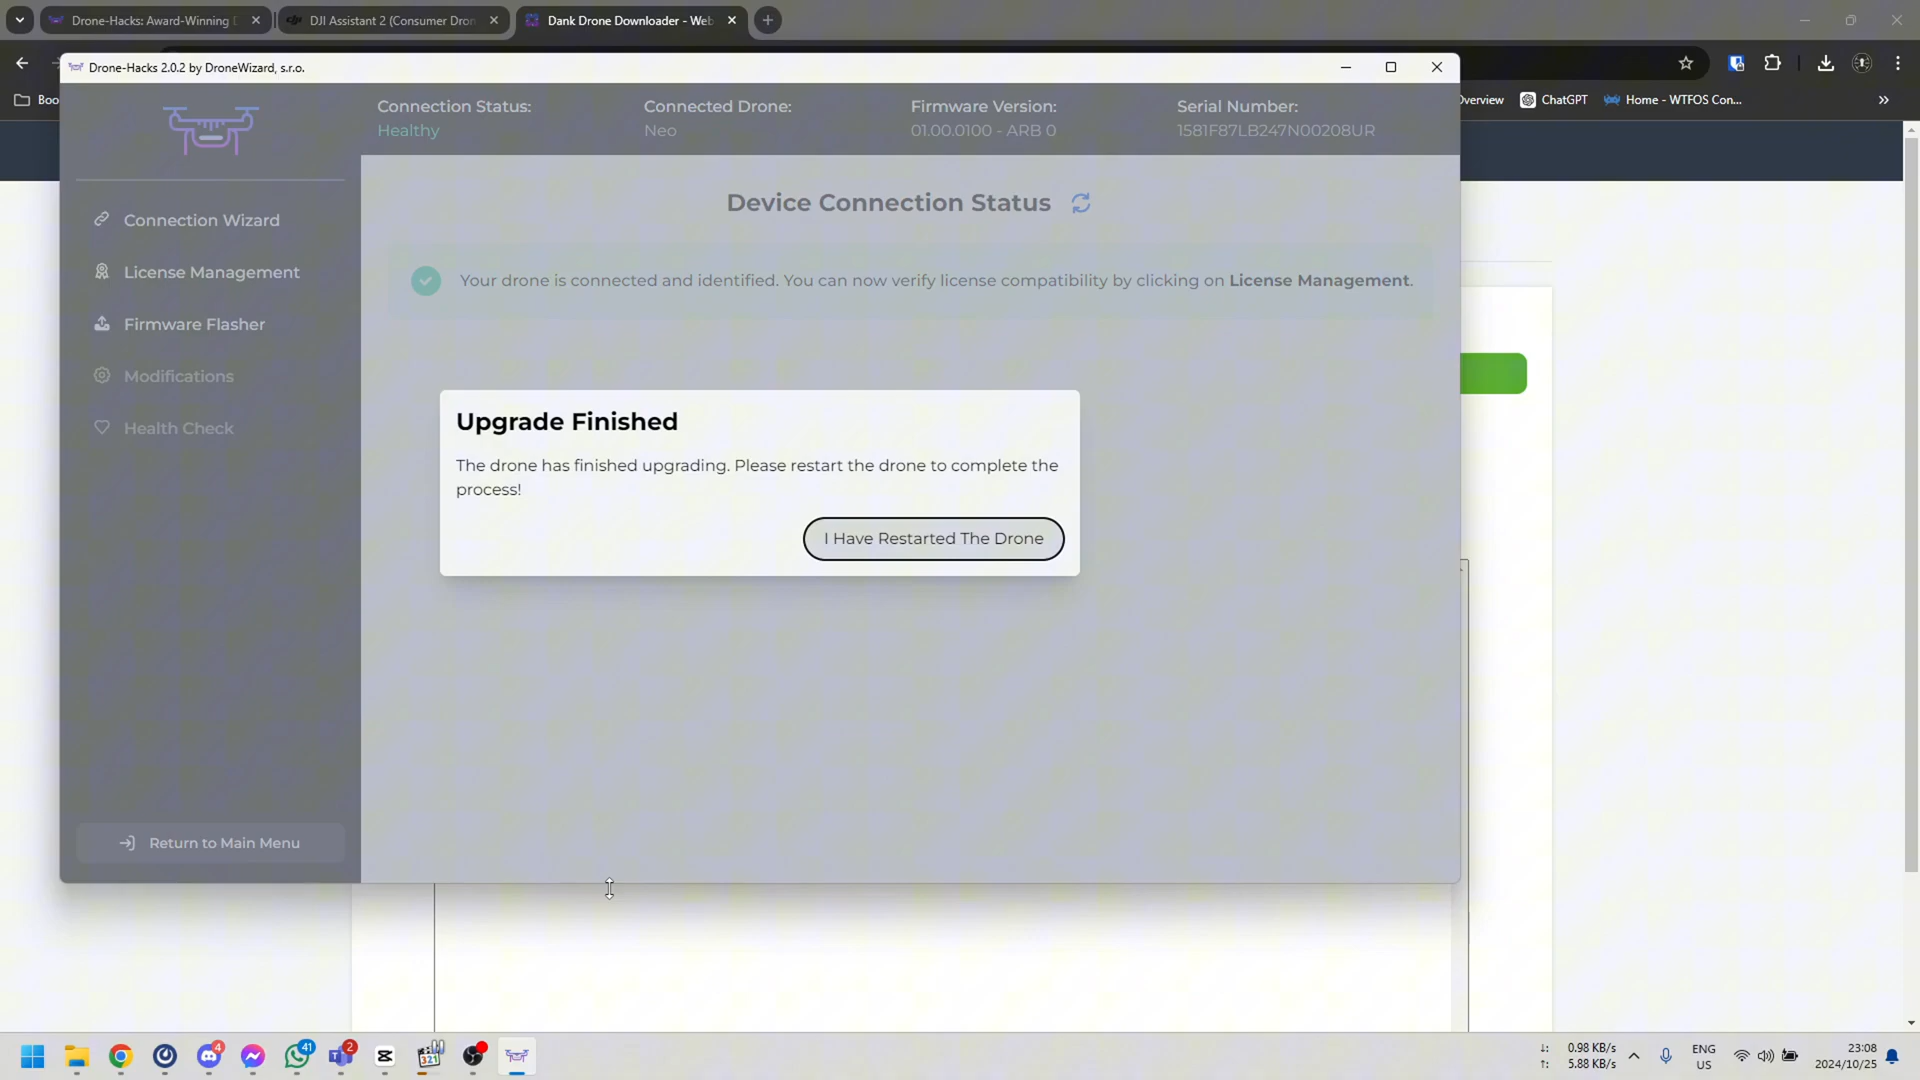 Drone-Hacks: Award-Winning D
DJI Assistant 2 (Consumer Dron
Dank Drone Downloader - Web
Drone-Hacks 2.0.2 by DroneWizard, s.r.o.
Boo
Overview
ChatGPT
Home - WTFOS Con...
Connection Status:
Healthy
Connected Drone:
Neo
Firmware Version:
01.00.0100 - ARB 0
Serial Number:
1581F87LB247N00208UR
Connection Wizard
License Management
Firmware Flasher
Modifications
Health Check
Return to Main Menu
Device Connection Status
Your drone is connected and identified. You can now verify license compatibility by clicking on License Management.
Upgrade Finished
The drone has finished upgrading. Please restart the drone to complete the
process!
I Have Restarted The Drone
4
41
2
321
0.98 KB/s
5.88 KB/s
ENG
US
23:08
2024/10/25